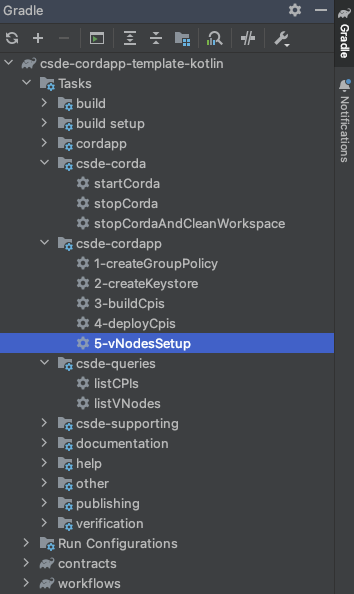 Gradle
csde-cordapp-template-kotlin
Tasks
build
build setup
cordapp
csde-corda
startCorda
stopCorda
stopCordaAndCleanWorkspace
csde-cordapp
1-createGroupPolicy
2-createKeystore
3-buildCpis
4-deployCpis
5-vNodesSetup
csde-queries
listCPIs
listVNodes
csde-supporting
documentation
help
other
publishing
verification
Run Configurations
contracts
workflows
Gradle
Notifications